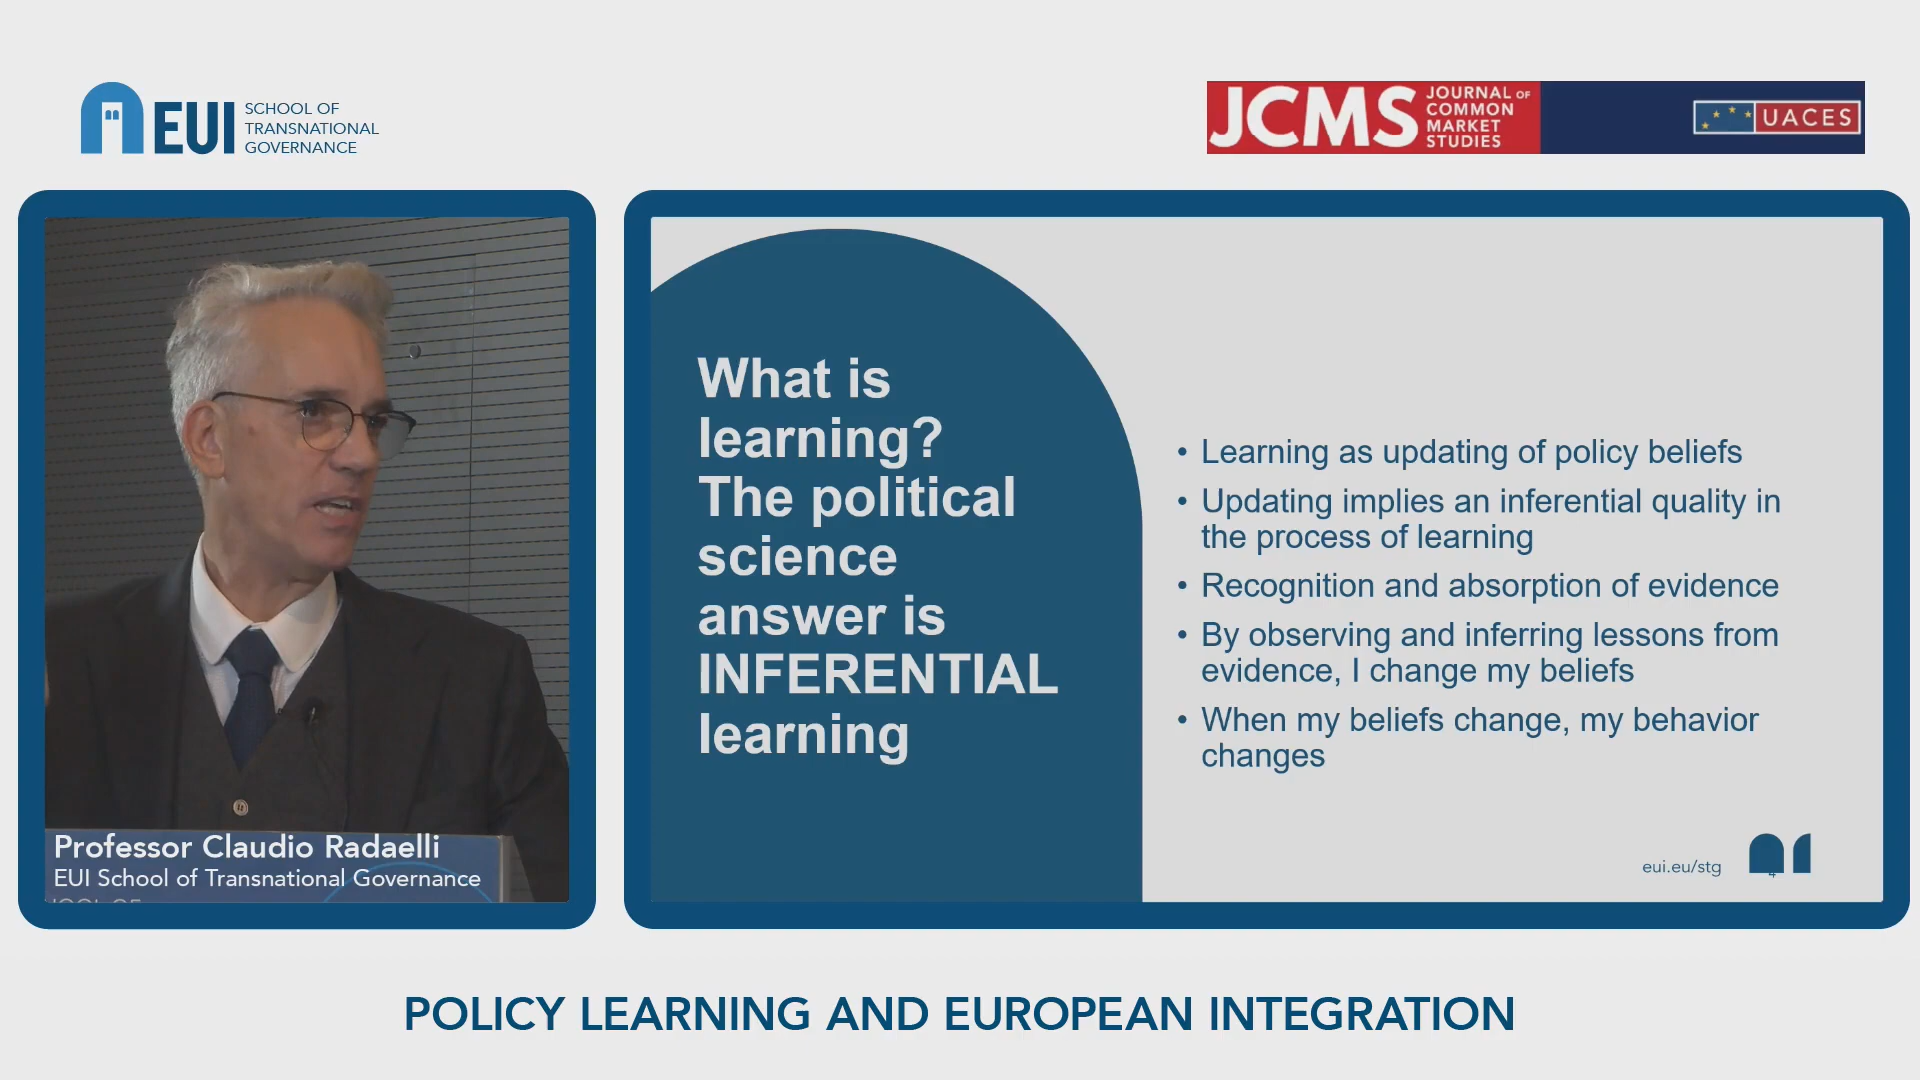 EUI
SCHOOL OF
TRANSNATIONAL
GOVERNANCE
JCMS
JOURNAL OF
COMMON
MARKET
STUDIES
UACES
Professor Claudio Radaelli
EUI School of Transnational Governance
What is
learning?
The political
science
answer is
INFERENTIAL
learning
• Learning as updating of policy beliefs
• Updating implies an inferential quality in
the process of learning
• Recognition and absorption of evidence
• By observing and inferring lessons from
evidence, I change my beliefs
• When my beliefs change, my behavior
changes
eui.eu/stg
4
POLICY LEARNING AND EUROPEAN INTEGRATION